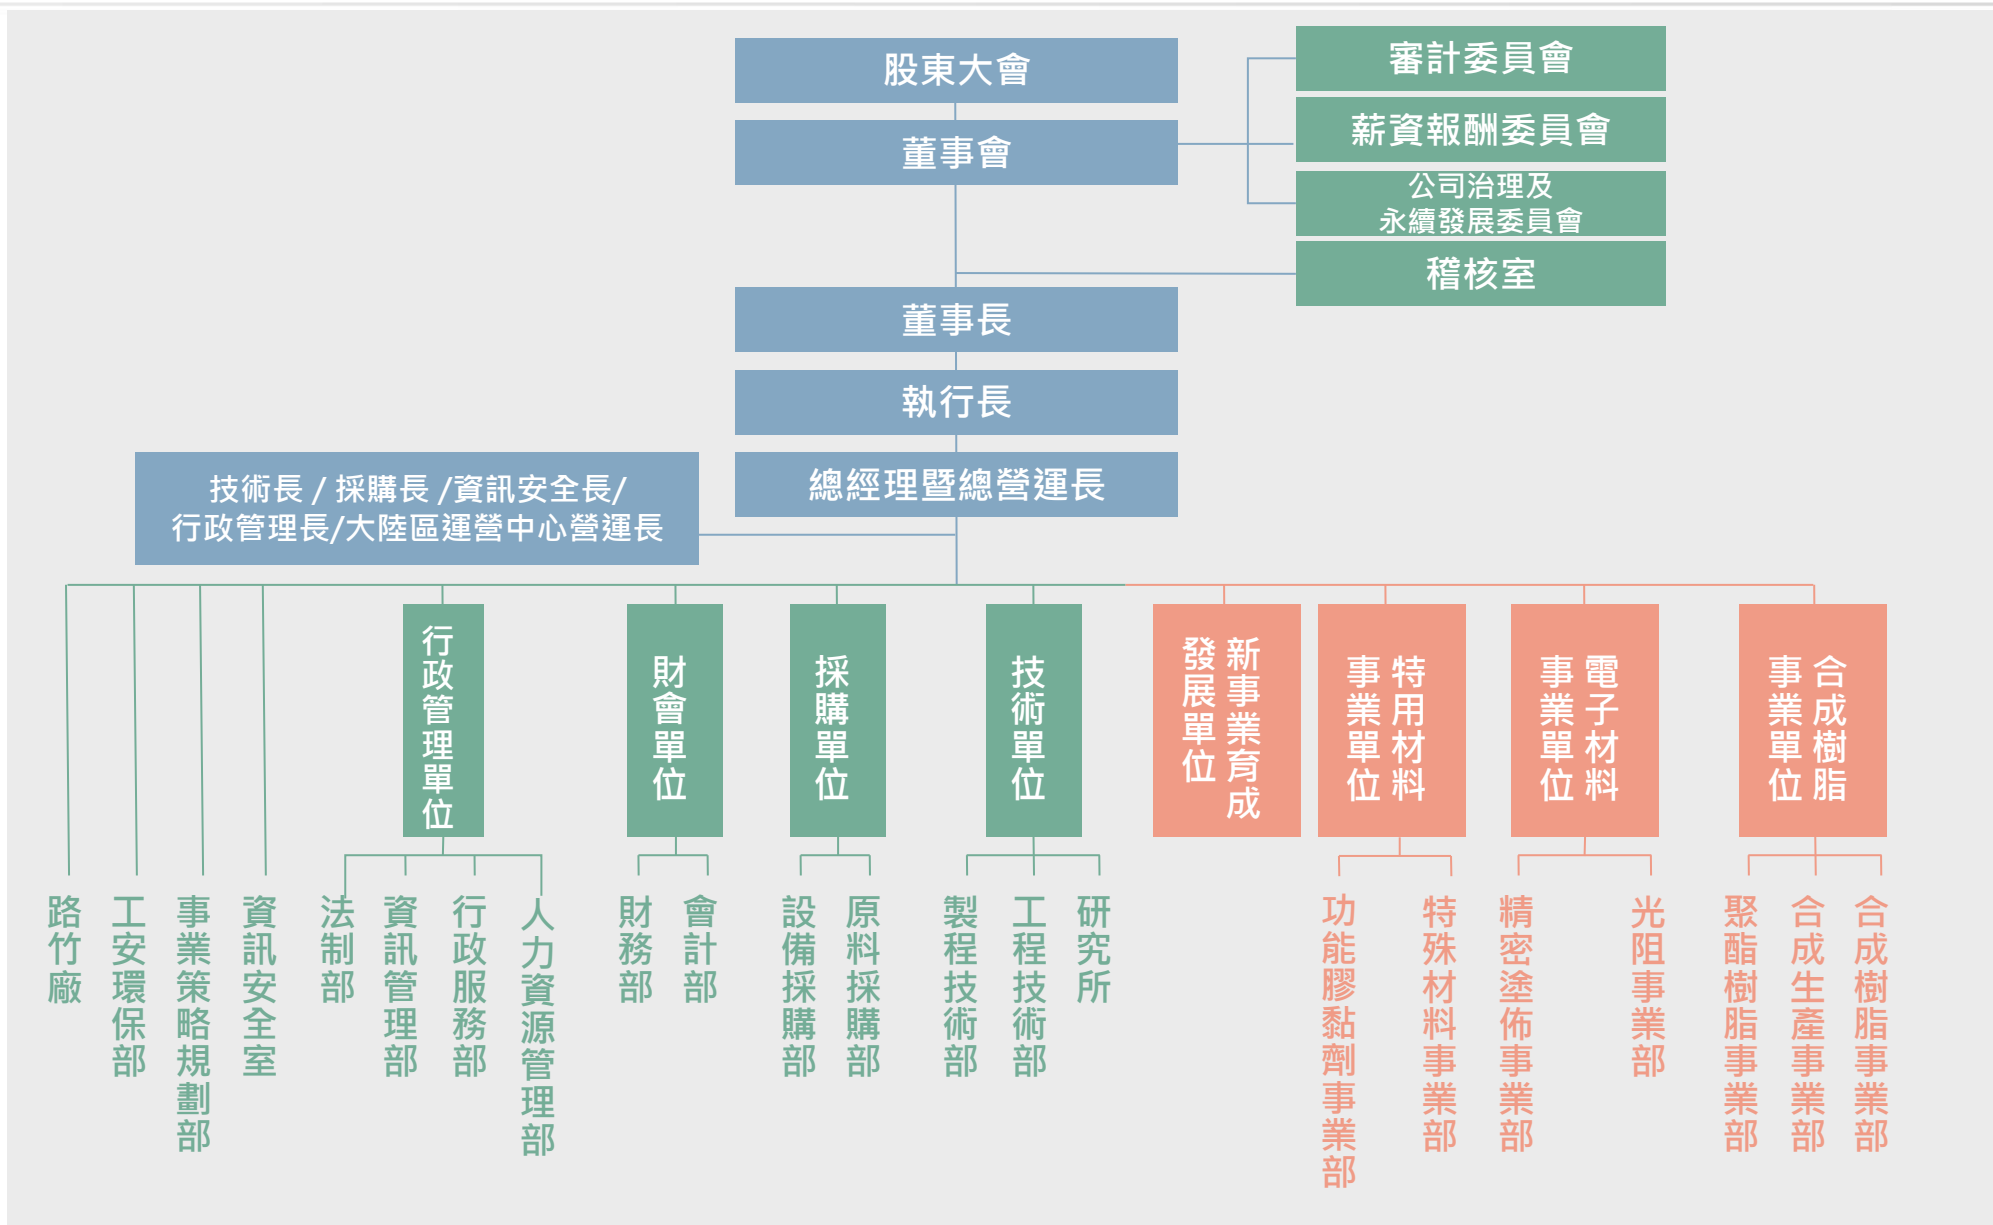 股東大會
審計委員會
董事會
薪資報酬委員會
公司治理及
永續發展委員會
稽核室
董事長
執行長
總經理暨總營運長
技術長 / 採購長 /資訊安全長/
行政管理長/大陸區運營中心營運長
行政管理單位
財會單位
採購單位
技術單位
新事業育成
發展單位
特用材料
事業單位
電子材料
事業單位
合成樹脂
事業單位
路竹廠
工安環保部
事業策略規劃部
資訊安全室
法制部
資訊管理部
行政服務部
人力資源管理部
財務部
會計部
設備採購部
原料採購部
製程技術部
工程技術部
研究所
功能膠黏劑事業部
特殊材料事業部
精密塗佈事業部
光阻事業部
聚酯樹脂事業部
合成生產事業部
合成樹脂事業部